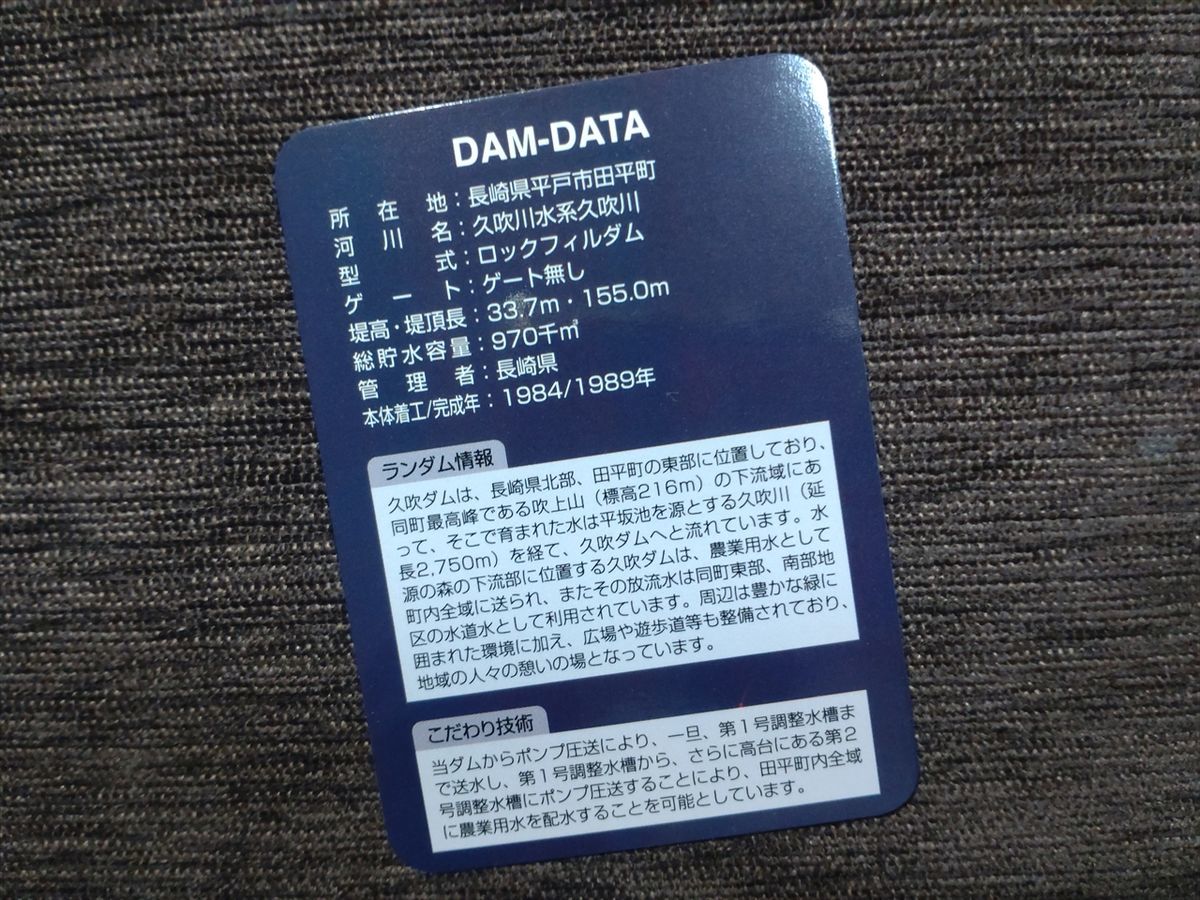 DAM-DATA
所在地：長崎県平戸市田平町
河川名：久吹川水系久吹川
型式：ロックフィルダム
ゲート：ゲート無し
堤高・堤頂長：33.7m・155.0m
総貯水容量：970千㎥
管理者：長崎県
本体着工/完成年：1984/1989年
ランダム情報
久吹ダムは、長崎県北部、田平町の東部に位置しており、
同町最高峰である吹上山（標高216m）の下流域にあ
って、そこで育まれた水は平坂池を源とする久吹川（延
長2,750m）を経て、久吹ダムへと流れています。水
源の森の下流部に位置する久吹ダムは、農業用水として
町内全域に送られ、またその放流水は同町東部、南部地
区の水道水として利用されています。周辺は豊かな緑に
囲まれた環境に加え、広場や遊歩道等も整備されており、
地域の人々の憩いの場となっています。
こだわり技術
当ダムからポンプ圧送により、一旦、第１号調整水槽ま
で送水し、第１号調整水槽から、さらに高台にある第２
号調整水槽にポンプ圧送することにより、田平町内全域
に農業用水を配水することを可能としています。